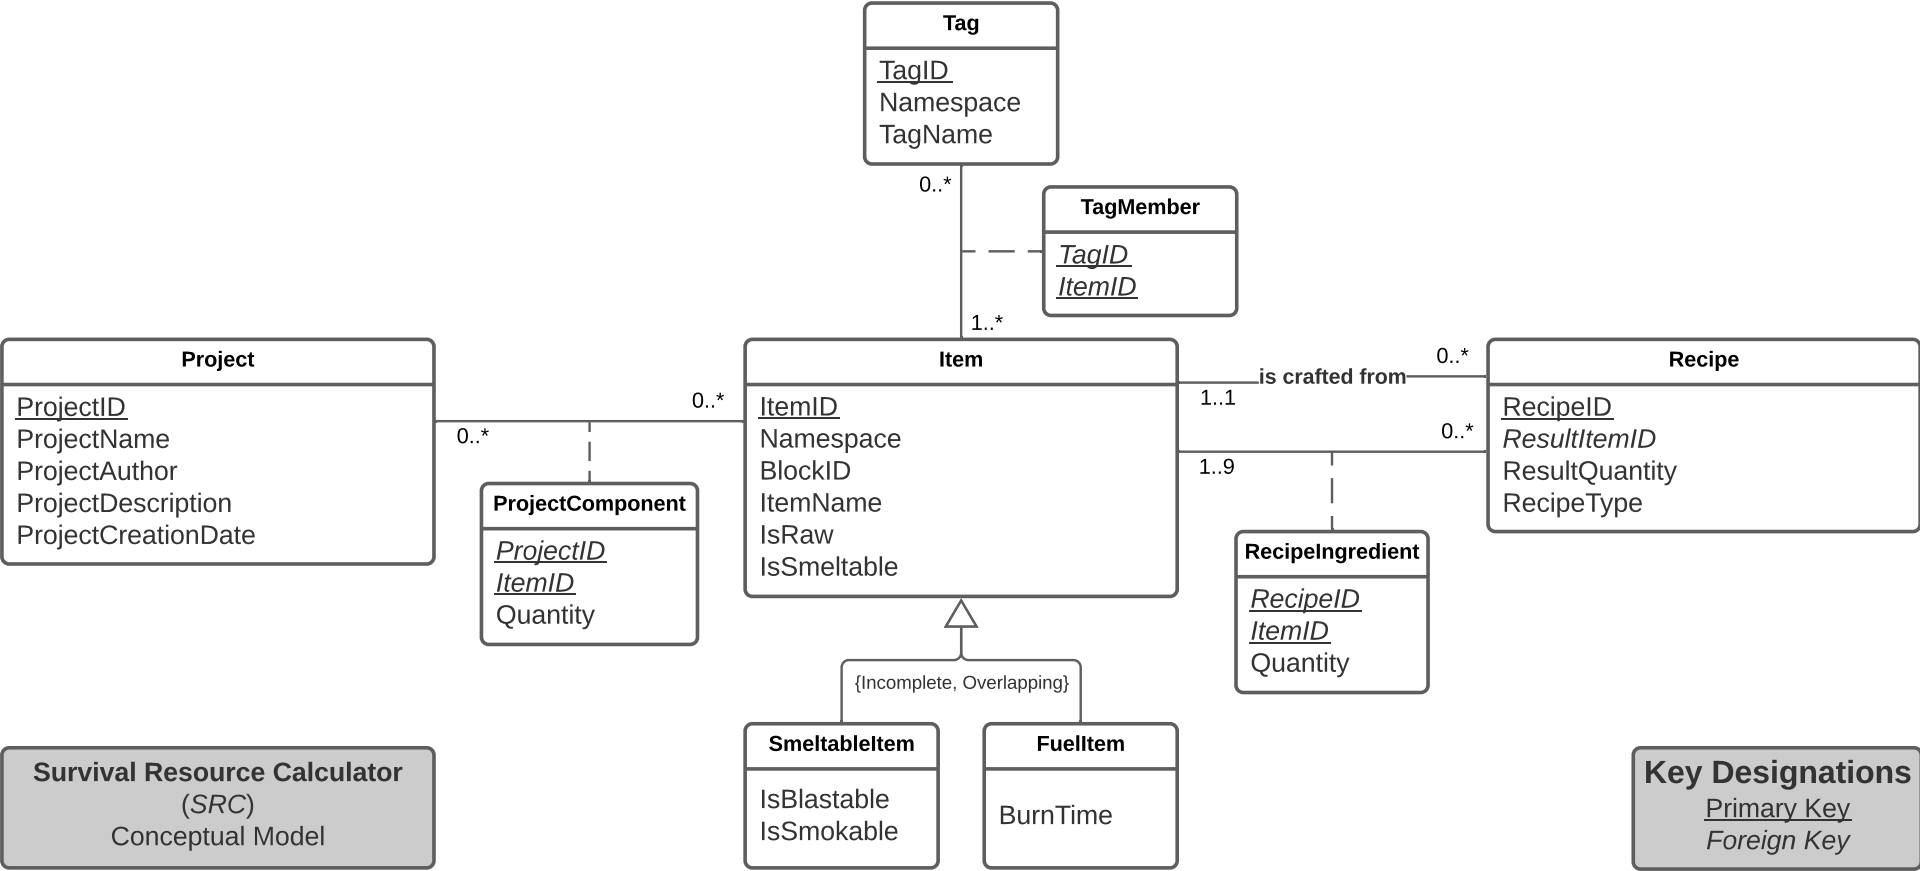 Tag
TagID
Namespace
TagName
0..*
TagMember
TagID
ItemID
1..*
Project
ProjectID
ProjectName
ProjectAuthor
ProjectDescription
ProjectCreationDate
0..*
0..*
ProjectComponent
ProjectID
ItemID
Quantity
Item
ItemID
Namespace
BlockID
ItemName
IsRaw
IsSmeltable
is crafted from
0..*
1..1
0..*
1..9
Recipe
RecipeID
ResultItemID
ResultQuantity
RecipeType
RecipeIngredient
RecipeID
ItemID
Quantity
{Incomplete, Overlapping}
SmeltableItem
IsBlastable
IsSmokable
FuelItem
BurnTime
Survival Resource Calculator
(SRC)
Conceptual Model
Key Designations
Primary Key
Foreign Key